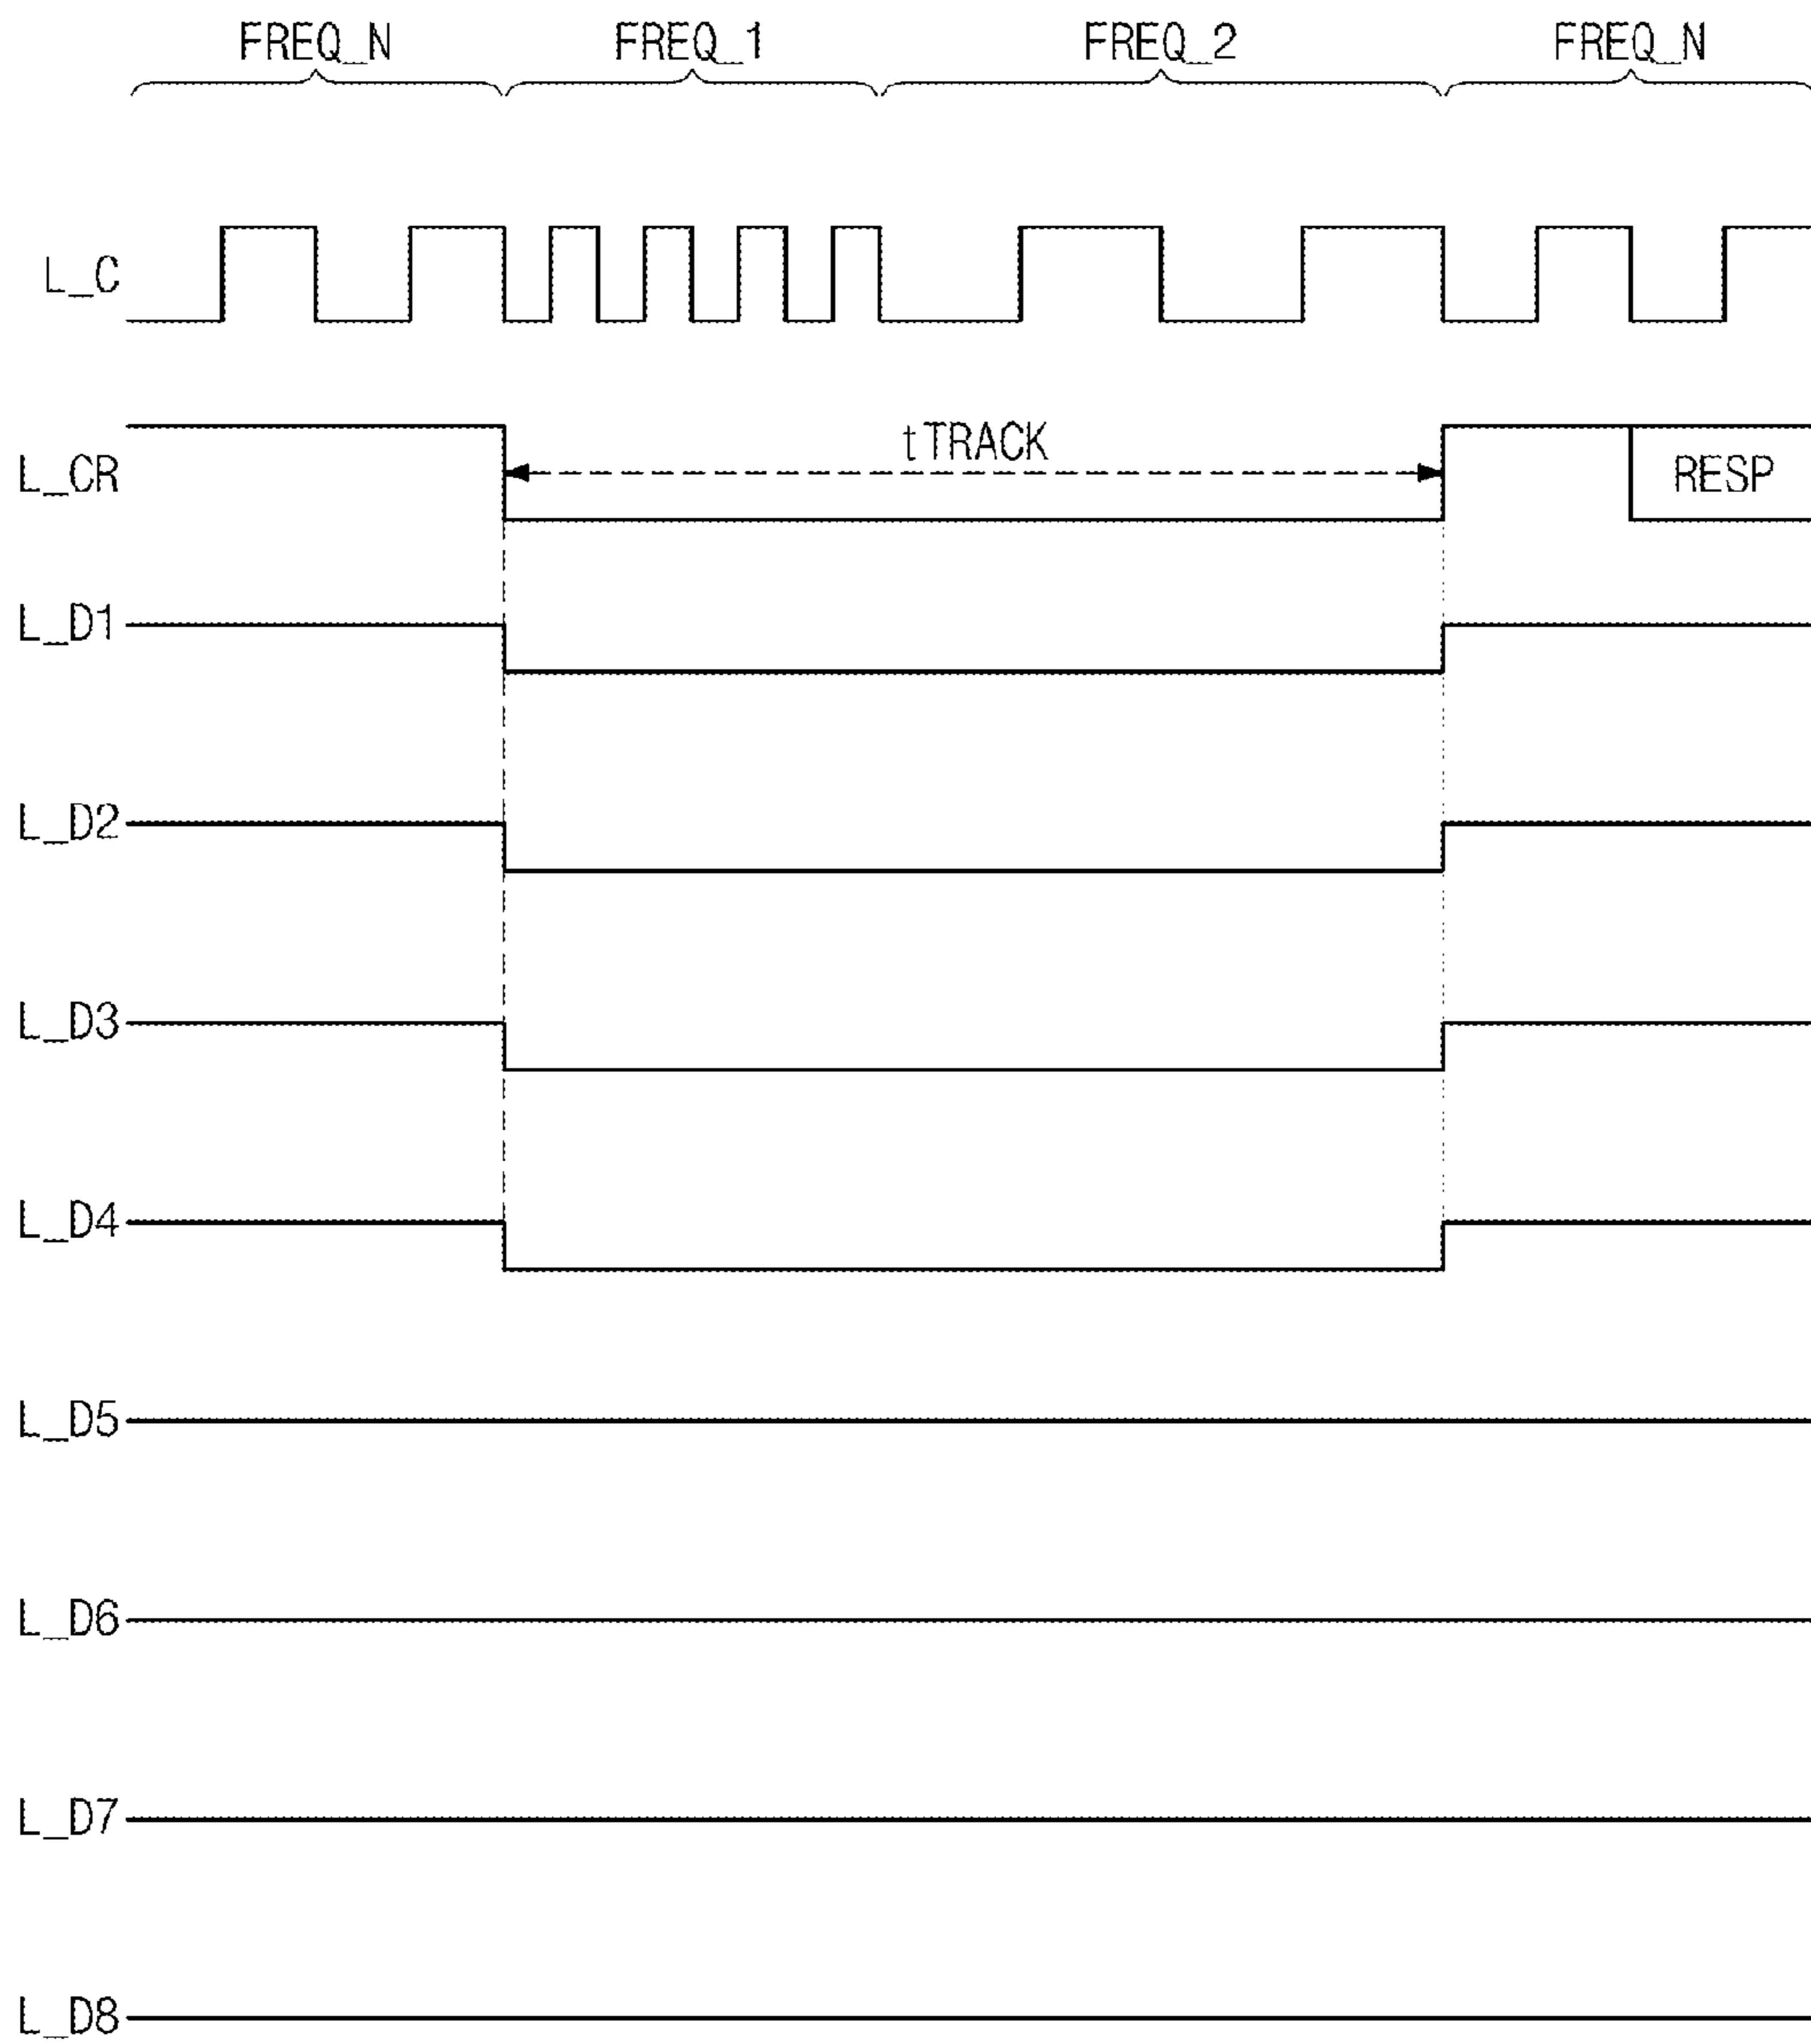 FREQ_N FREQ_1 FREQ_2 FREQ_N
L_C
tTRACK
L_CR RESP
L_D1
L_D2
L_D3
L_D4
L_D5
L_D6
L_D7
L_D8